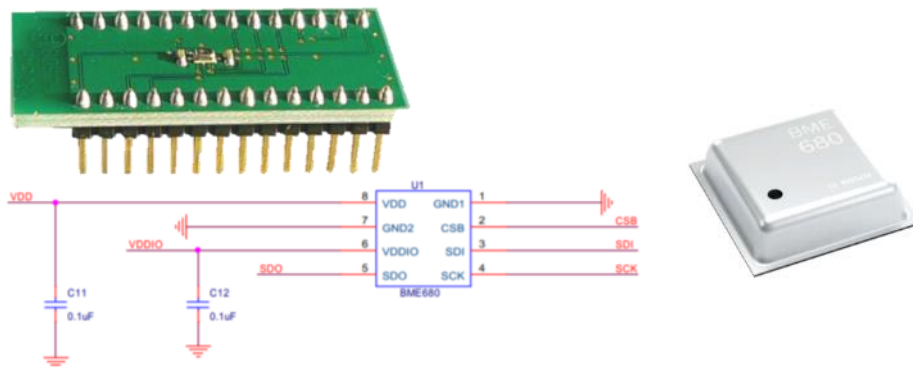 BME
680
U1
VDD
8
VDD
GND1
1
7
GND2
CSB
2
CSB
VDDIO
6
VDDIO
SDI
3
SDI
SDO
5
SDO
SCK
4
SCK
BME680
C11
0.1uF
C12
0.1uF